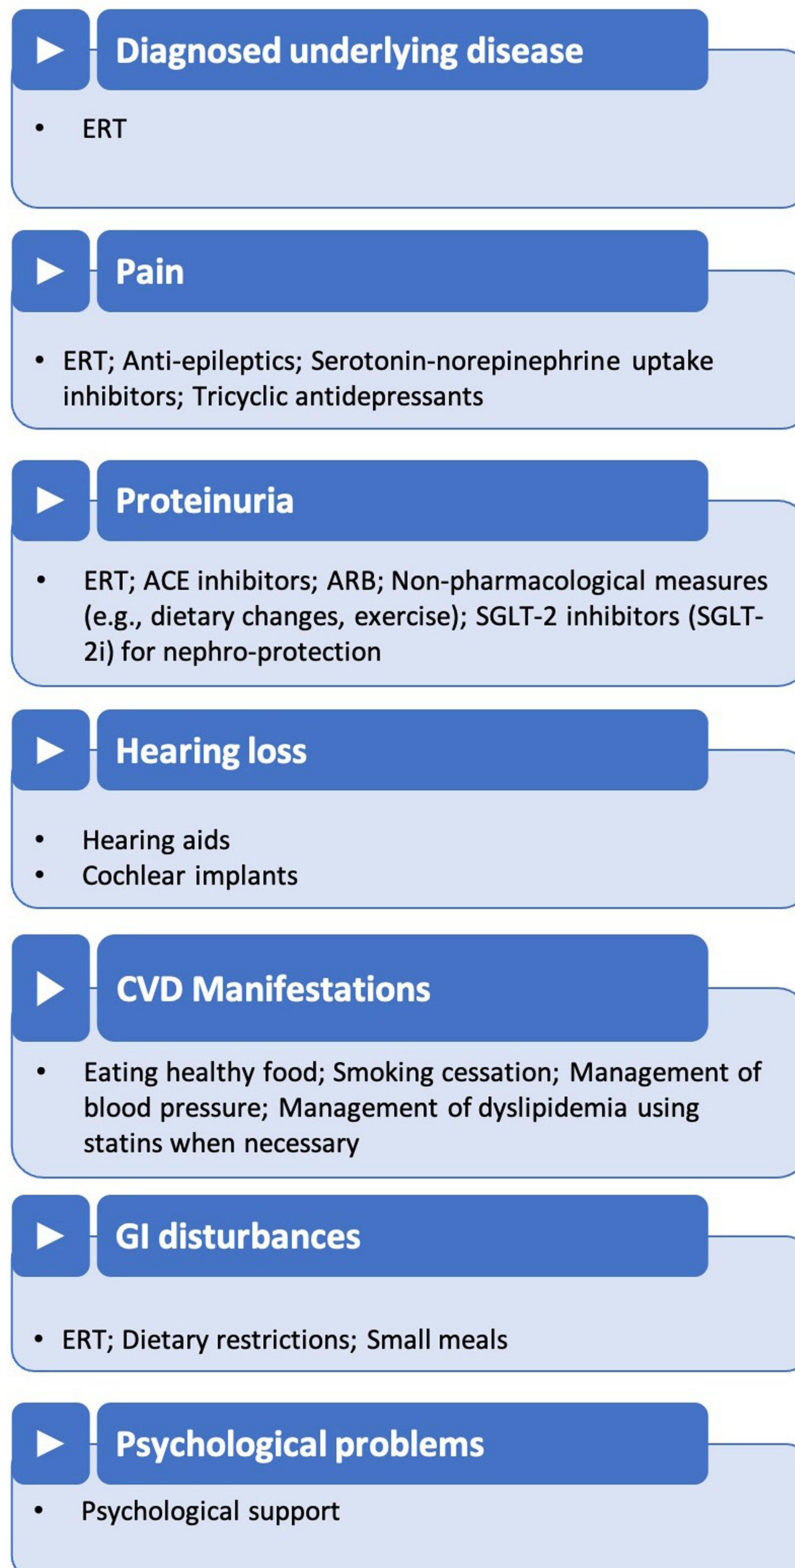 Diagnosed underlying disease
• ERT
Pain
• ERT; Anti-epileptics; Serotonin-norepinephrine uptake
inhibitors; Tricyclic antidepressants
Proteinuria
• ERT; ACE inhibitors; ARB; Non-pharmacological measures
(e.g., dietary changes, exercise); SGLT-2 inhibitors (SGLT-
2i) for nephro-protection
Hearing loss
• Hearing aids
• Cochlear implants
CVD Manifestations
• Eating healthy food; Smoking cessation; Management of
blood pressure; Management of dyslipidemia using
statins when necessary
GI disturbances
• ERT; Dietary restrictions; Small meals
Psychological problems
• Psychological support